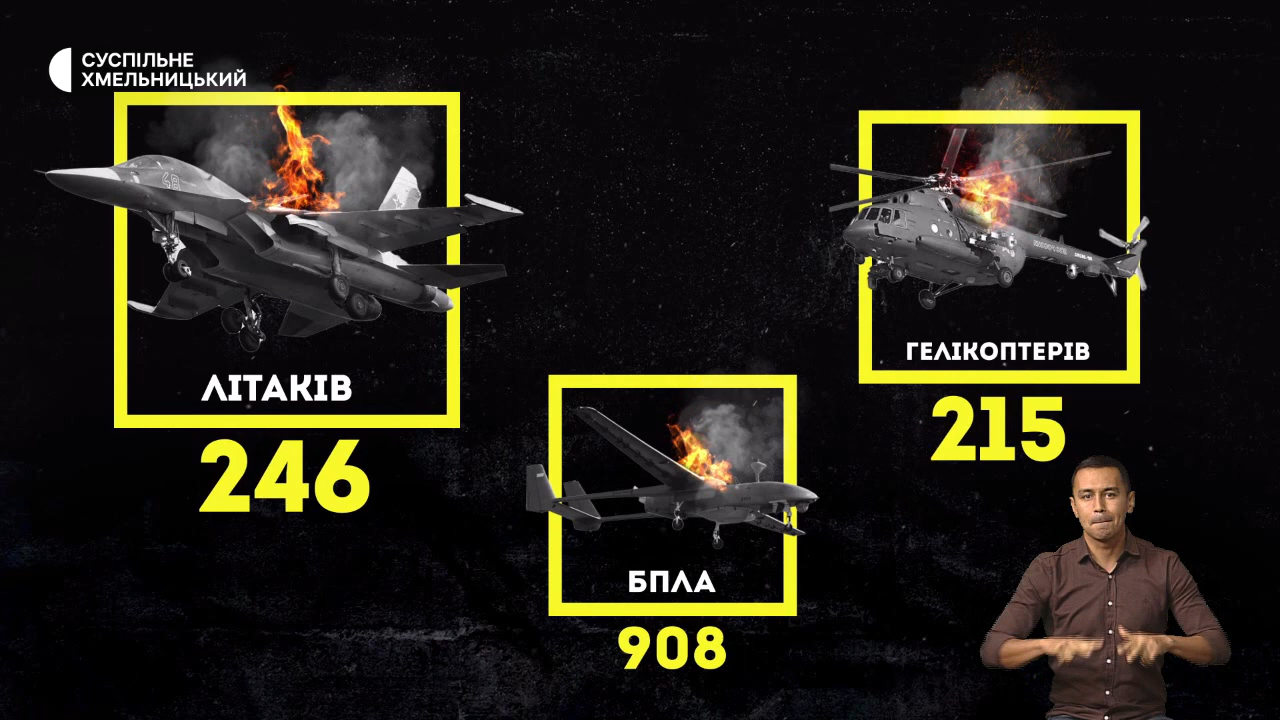 СУСПІЛЬНЕ
ХМЕЛЬНИЦЬКИЙ
ЛІТАКІВ
246
БПЛА
908
ГЕЛІКОПТЕРІВ
215